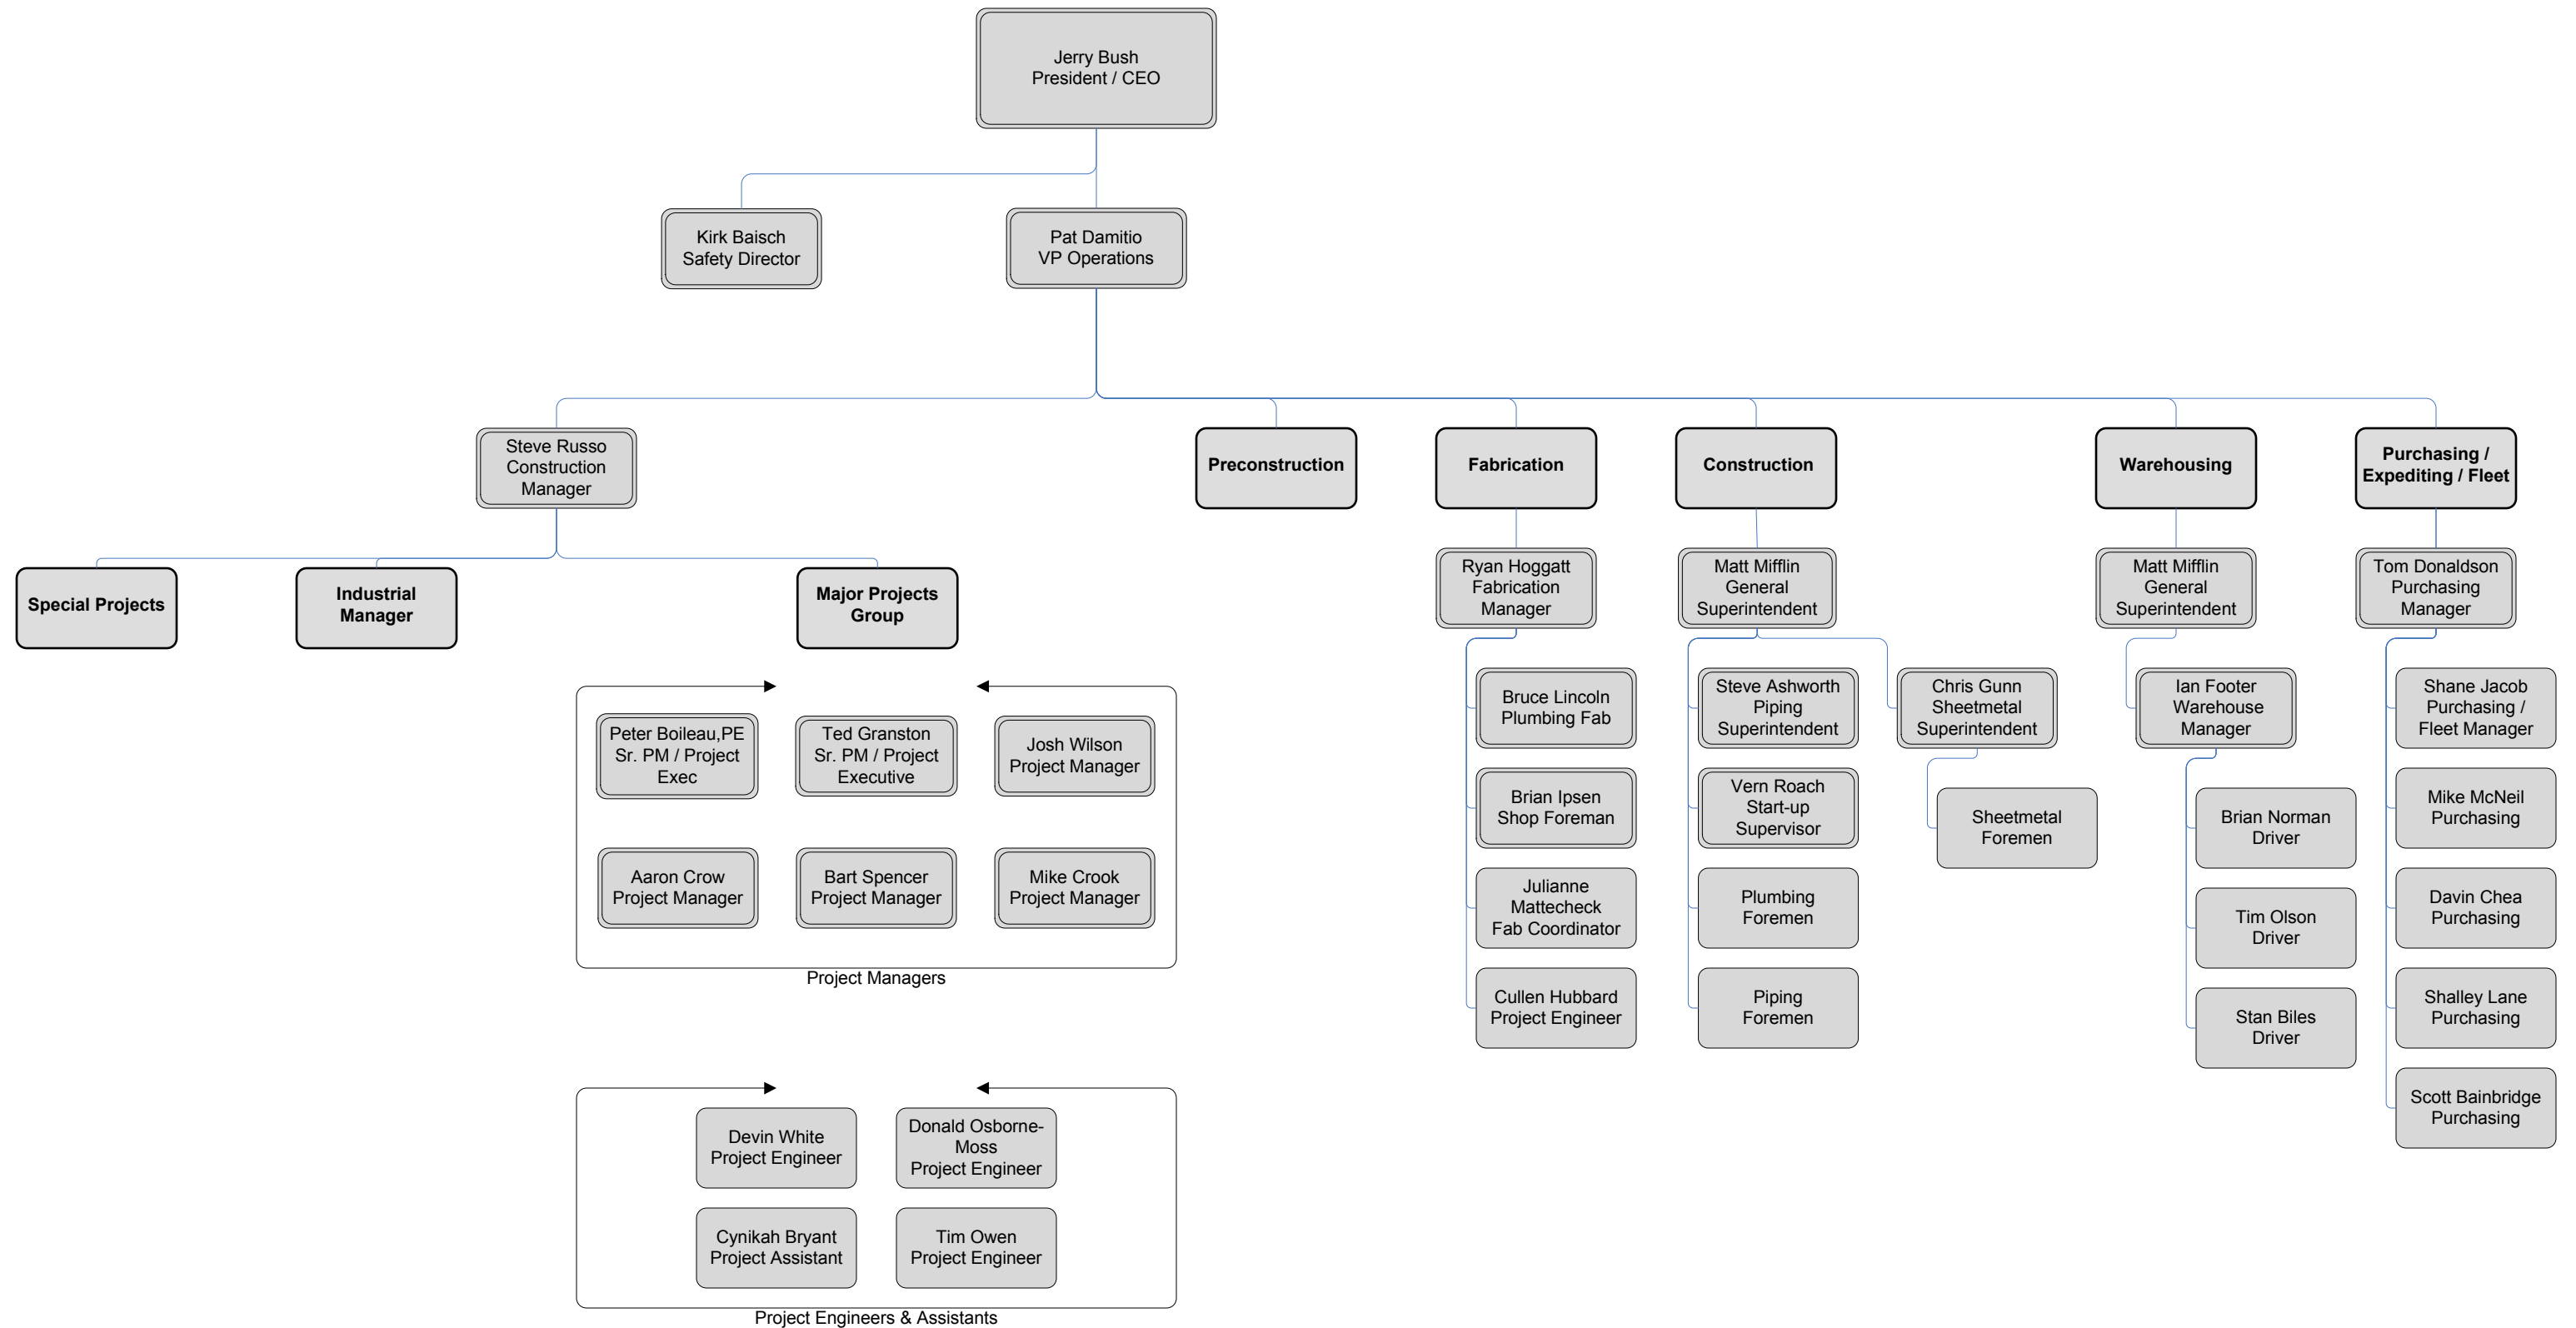 Jerry Bush
President / CEO
Kirk Baisch
Safety Director
Pat Damitio
VP Operations
Steve Russo
Construction
Manager
Preconstruction
Fabrication
Construction
Warehousing
Purchasing /
Expediting / Fleet
Special Projects
Industrial
Manager
Major Projects
Group
Ryan Hoggatt
Fabrication
Manager
Matt Mifflin
General
Superintendent
Matt Mifflin
General
Superintendent
Tom Donaldson
Purchasing
Manager
Peter Boileau,PE
Sr. PM / Project
Exec
Ted Granston
Sr. PM / Project
Executive
Josh Wilson
Project Manager
Aaron Crow
Project Manager
Bart Spencer
Project Manager
Mike Crook
Project Manager
Project Managers
Devin White
Project Engineer
Donald Osborne-
Moss
Project Engineer
Cynikah Bryant
Project Assistant
Tim Owen
Project Engineer
Project Engineers & Assistants
Bruce Lincoln
Plumbing Fab
Brian Ipsen
Shop Foreman
Julianne
Mattecheck
Fab Coordinator
Cullen Hubbard
Project Engineer
Steve Ashworth
Piping
Superintendent
Vern Roach
Start-up
Supervisor
Plumbing
Foremen
Piping
Foremen
Chris Gunn
Sheetmetal
Superintendent
Sheetmetal
Foremen
Ian Footer
Warehouse
Manager
Brian Norman
Driver
Tim Olson
Driver
Stan Biles
Driver
Shane Jacob
Purchasing /
Fleet Manager
Mike McNeil
Purchasing
Davin Chea
Purchasing
Shalley Lane
Purchasing
Scott Bainbridge
Purchasing